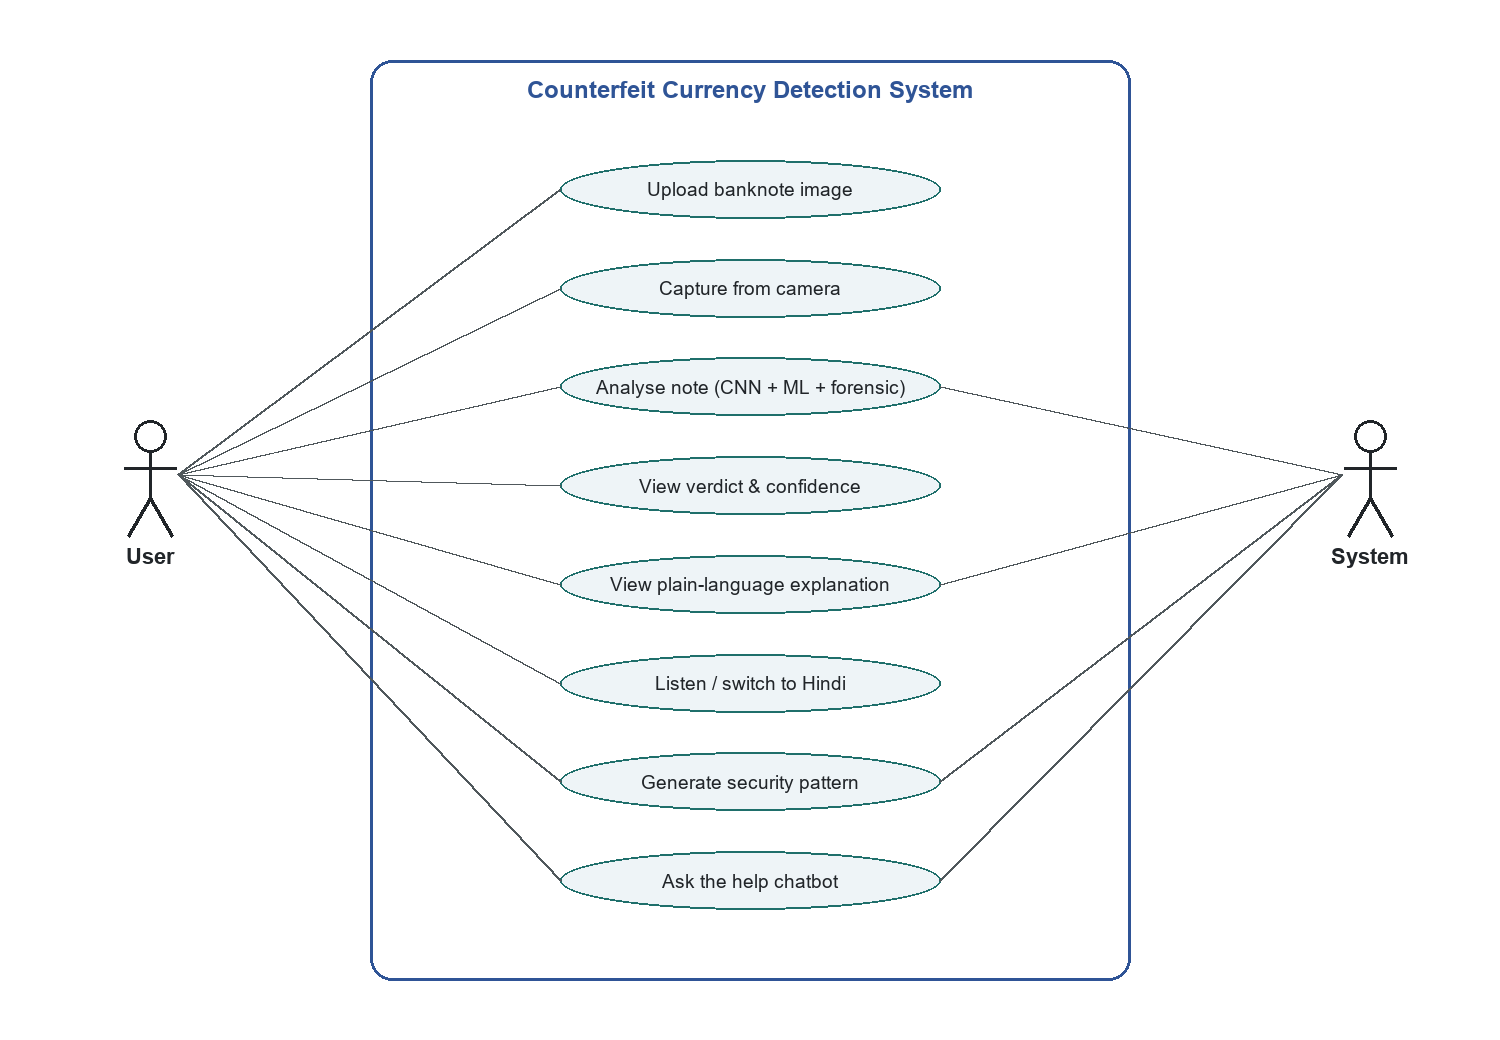 Counterfeit Currency Detection System
Upload banknote image
Capture from camera
Analyse note (CNN + ML + forensic)
View verdict & confidence
User
System
View plain-language explanation
Listen / switch to Hindi
Generate security pattern
Ask the help chatbot